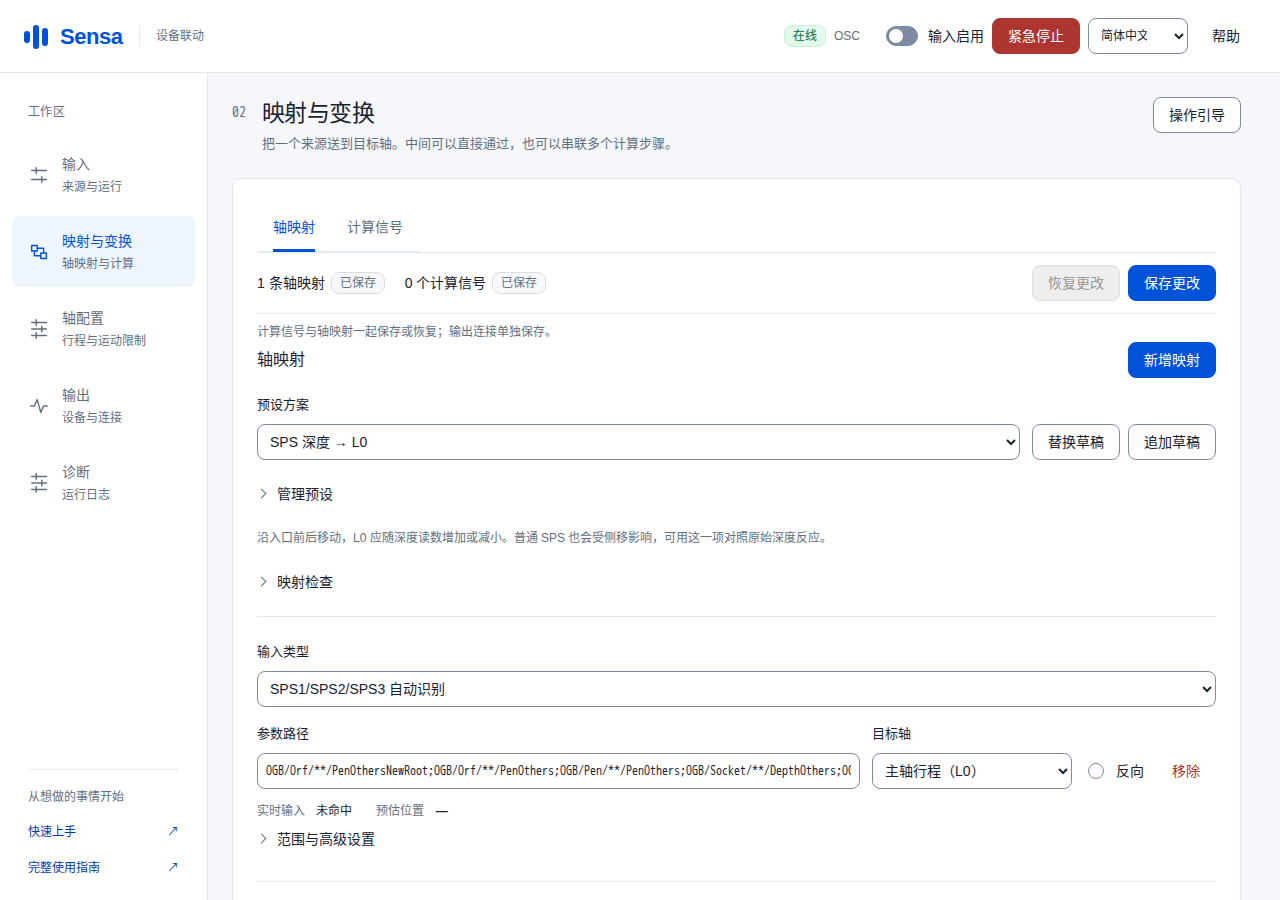 Sensa
设备联动
在线
OSC
输入启用
紧急停止
简体中文
帮助
工作区
输入
来源与运行
映射与变换
轴映射与计算
轴配置
行程与运动限制
输出
设备与连接
诊断
运行日志
从想做的事情开始
快速上手 ↗
完整使用指南 ↗
02 映射与变换
把一个来源送到目标轴。中间可以直接通过，也可以串联多个计算步骤。
操作引导
轴映射
计算信号
1 条轴映射 已保存
0 个计算信号 已保存
恢复更改
保存更改
计算信号与轴映射一起保存或恢复；输出连接单独保存。
轴映射
新增映射
预设方案
SPS 深度 → L0
替换草稿
追加草稿
管理预设
沿入口前后移动，L0 应随深度读数增加或减小。普通 SPS 也会受侧移影响，可用这一项对照原始深度反应。
映射检查
输入类型
SPS1/SPS2/SPS3 自动识别
参数路径
目标轴
OGB/Orf/**/PenOthersNewRoot;OGB/Orf/**/PenOthers;OGB/Pen/**/PenOthers;OGB/Socket/**/DepthOthers;OG
主轴行程（L0）
反向
移除
实时输入 未命中
预估位置 —
范围与高级设置